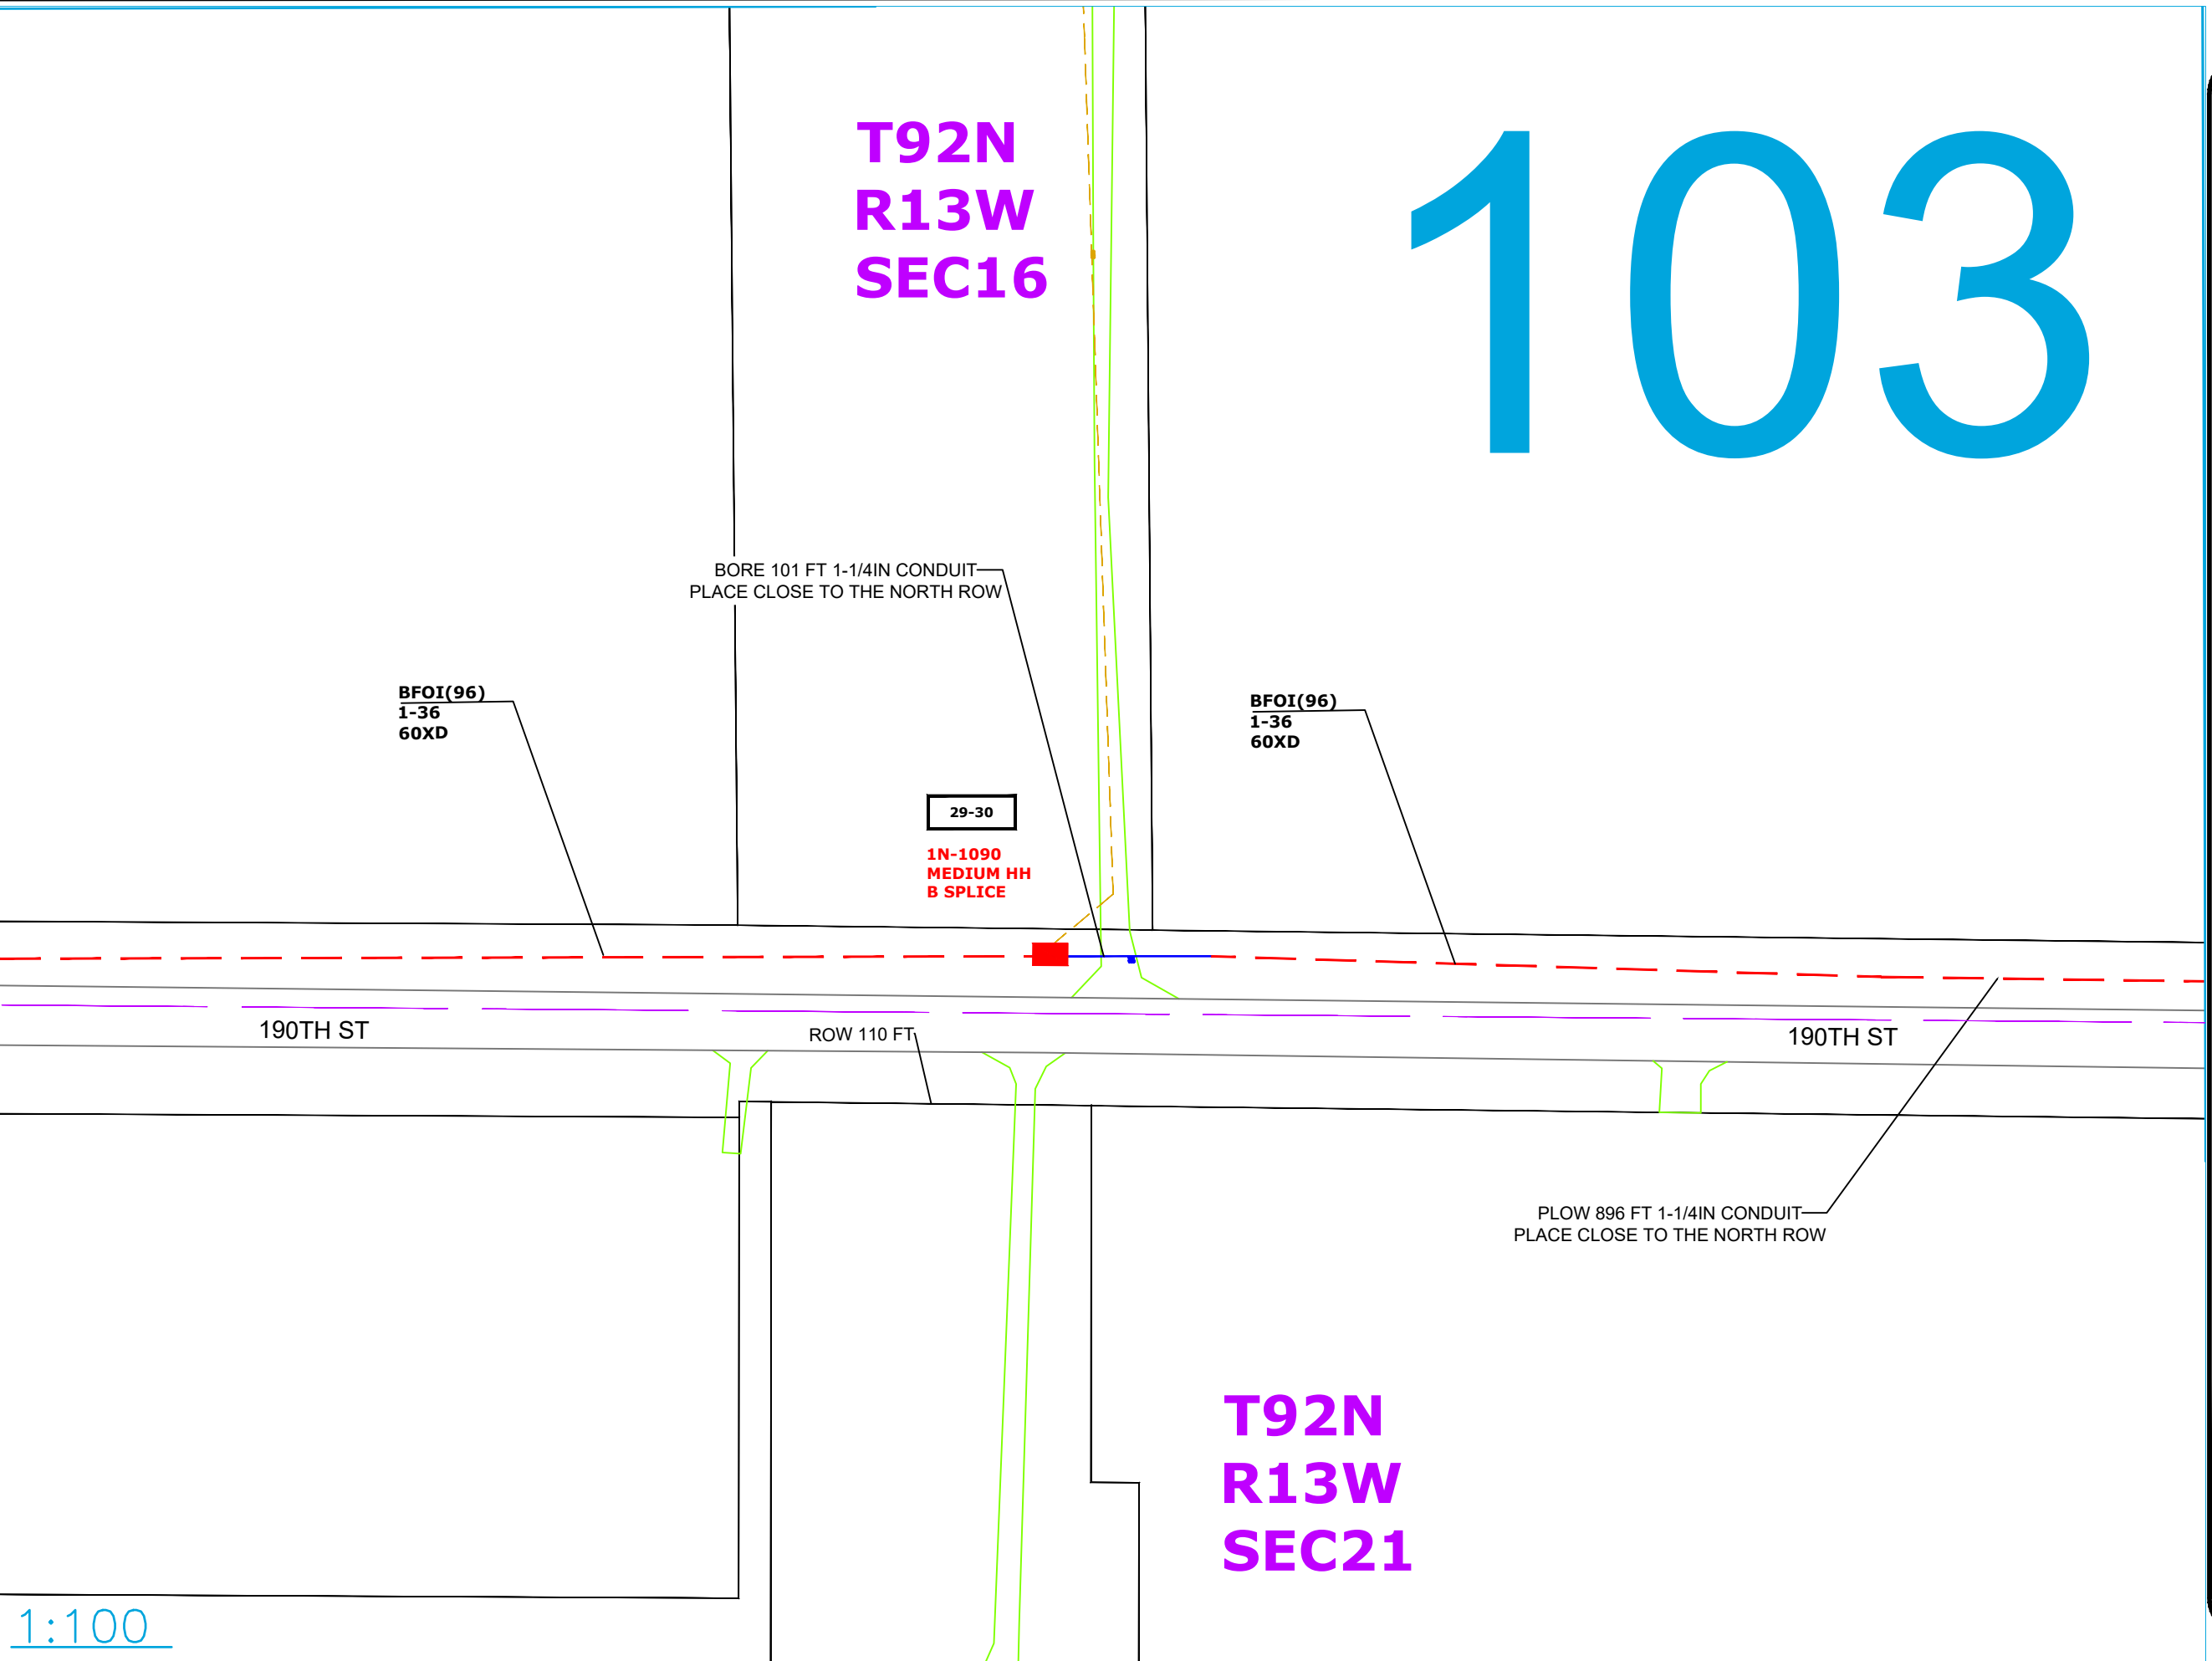 T92N
R13W
SEC16
103
BORE 101 FT 1-1/4IN CONDUIT
PLACE CLOSE TO THE NORTH ROW
BFOI(96)
1-36
60XD
BFOI(96)
1-36
60XD
29-30
1N-1090
MEDIUM HH
B SPLICE
190TH ST
ROW 110 FT
190TH ST
PLOW 896 FT 1-1/4IN CONDUIT
PLACE CLOSE TO THE NORTH ROW
T92N
R13W
SEC21
1:100